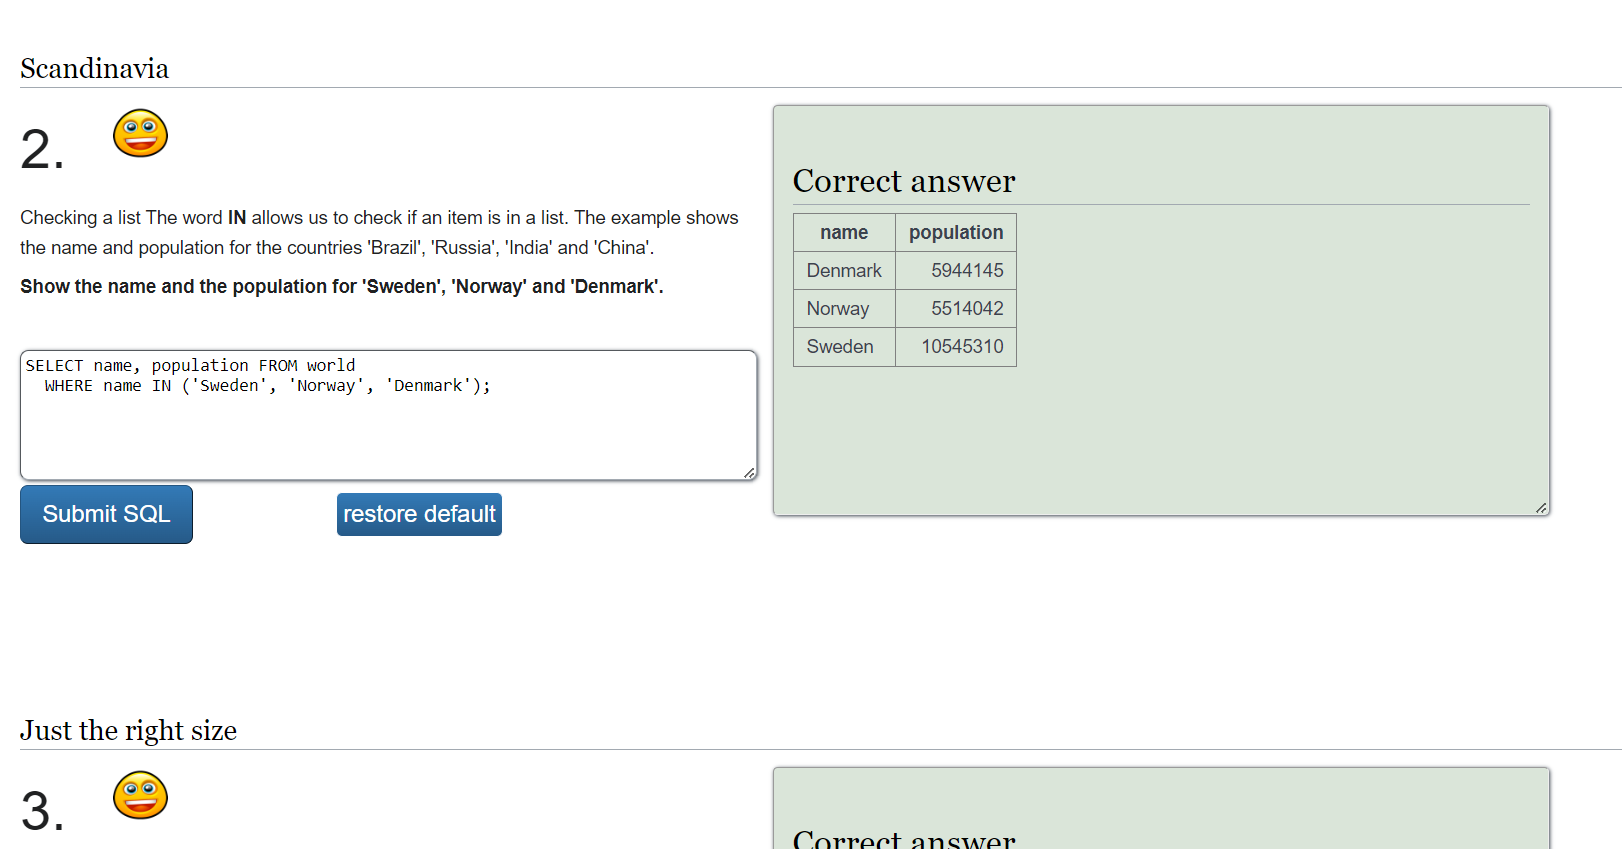 Scandinavia
2.
Checking a list The word IN allows us to check if an item is in a list. The example shows
the name and population for the countries 'Brazil', 'Russia', 'India' and 'China'.
Show the name and the population for 'Sweden', 'Norway' and 'Denmark'.
SELECT name, population FROM world
WHERE name IN ('Sweden', 'Norway', 'Denmark');
Submit SQL
restore default
Correct answer
name population
Denmark 5944145
Norway 5514042
Sweden 10545310
Just the right size
3.
Correct answer